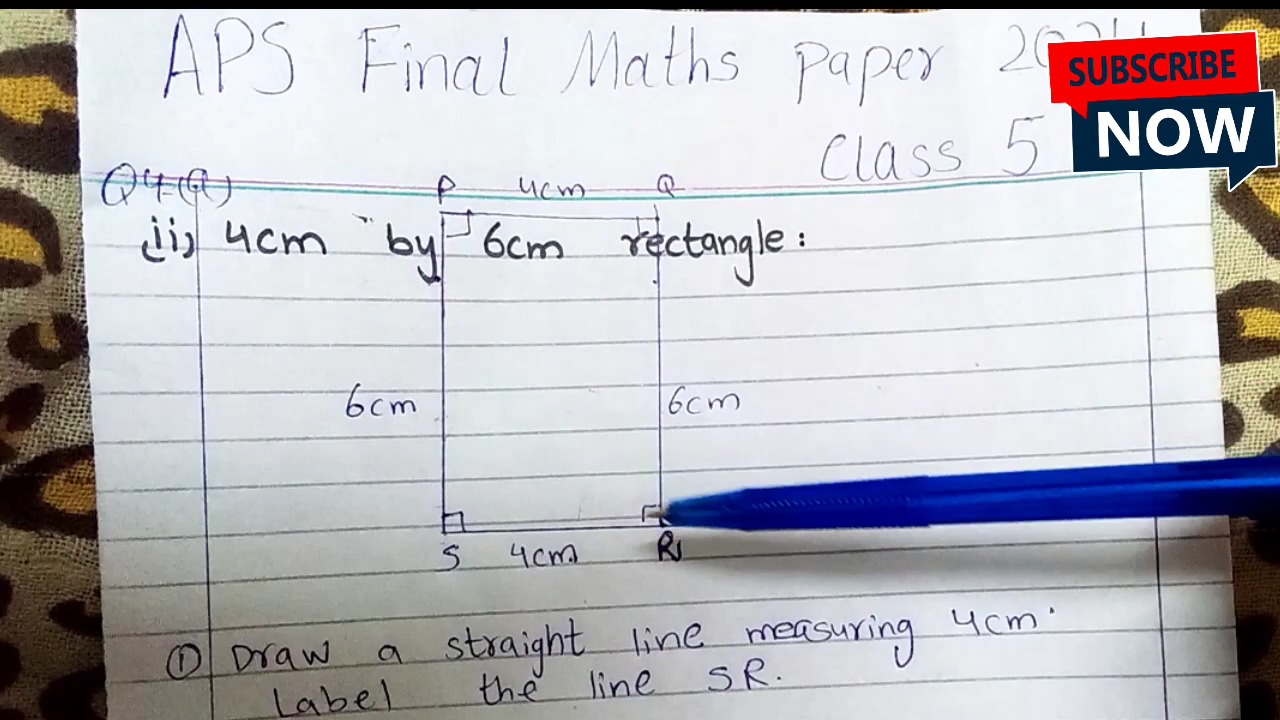 APS Final Maths Paper
SUBSCRIBE
NOW
Class 5
P 4cm Q
(ii) 4cm by 6cm rectangle:
6cm 6cm
S 4cm R
① Draw a straight line measuring 4cm.
Label the line SR.